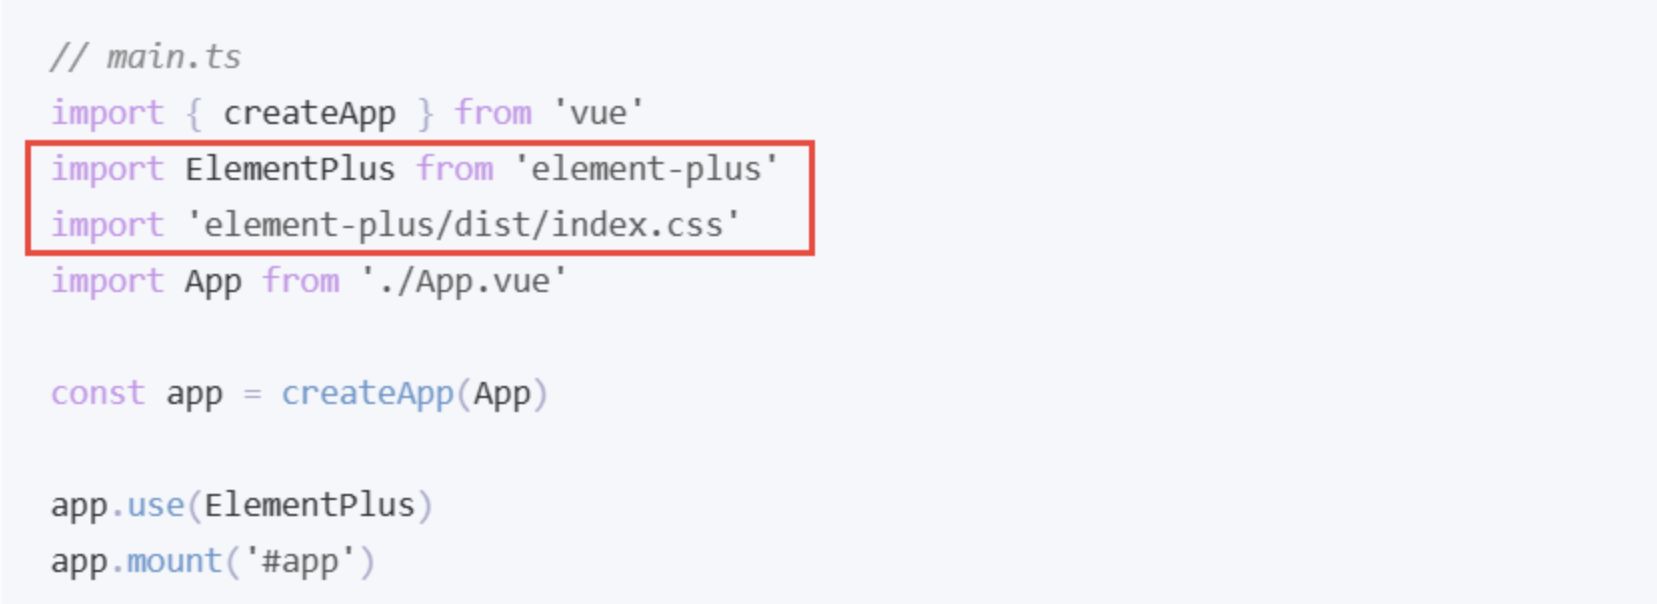 // main.ts
import { createApp } from 'vue'
import ElementPlus from 'element-plus'
import 'element-plus/dist/index.css'
import App from './App.vue'
const app = createApp(App)
app.use(ElementPlus)
app.mount('#app')